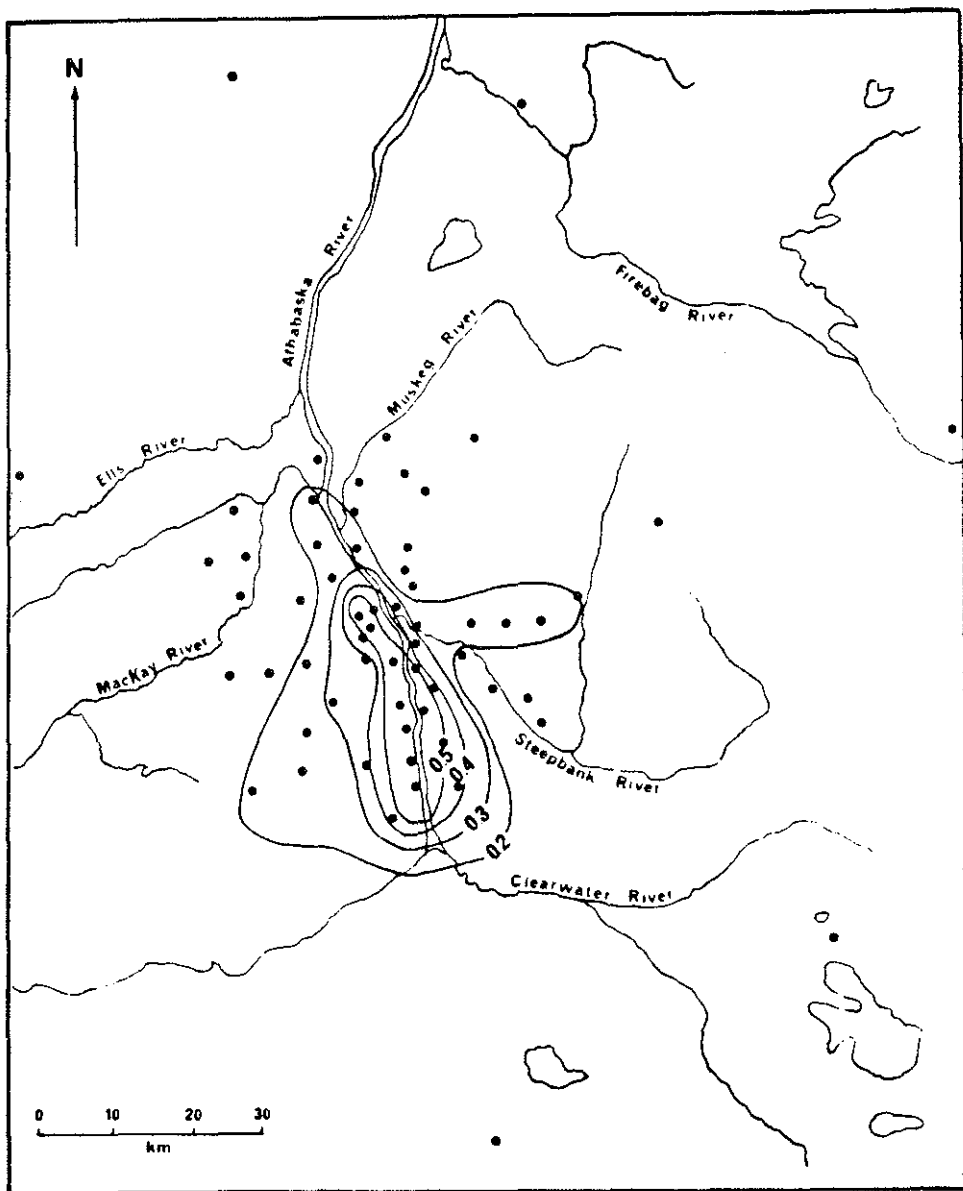 N
Athabaska River
Firebag River
Muskeg River
Ells River
MacKay River
Steepbank River
0.5
0.4
0.3
0.2
Clearwater River
0 10 20 30
km